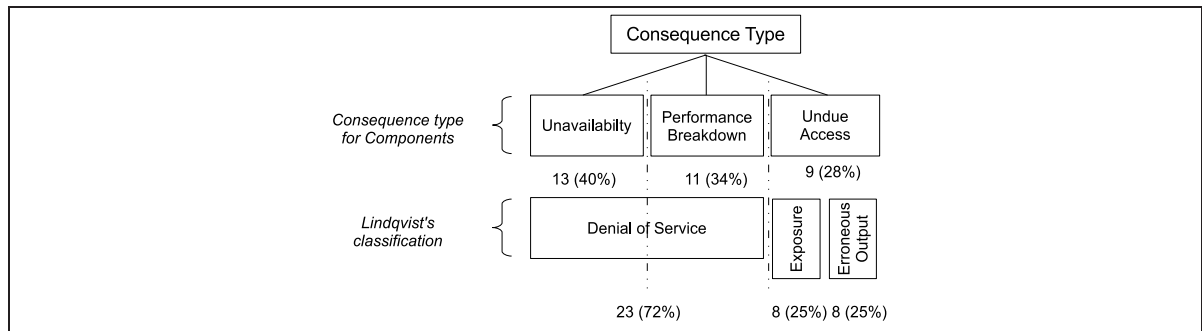 Consequence Type
Consequence type
for Components
Unavailabilty
Performance
Breakdown
Undue
Access
13 (40%)
11 (34%)
9 (28%)
Lindqvist's
classification
Denial of Service
Exposure
Erroneous
Output
23 (72%)
8 (25%)
8 (25%)